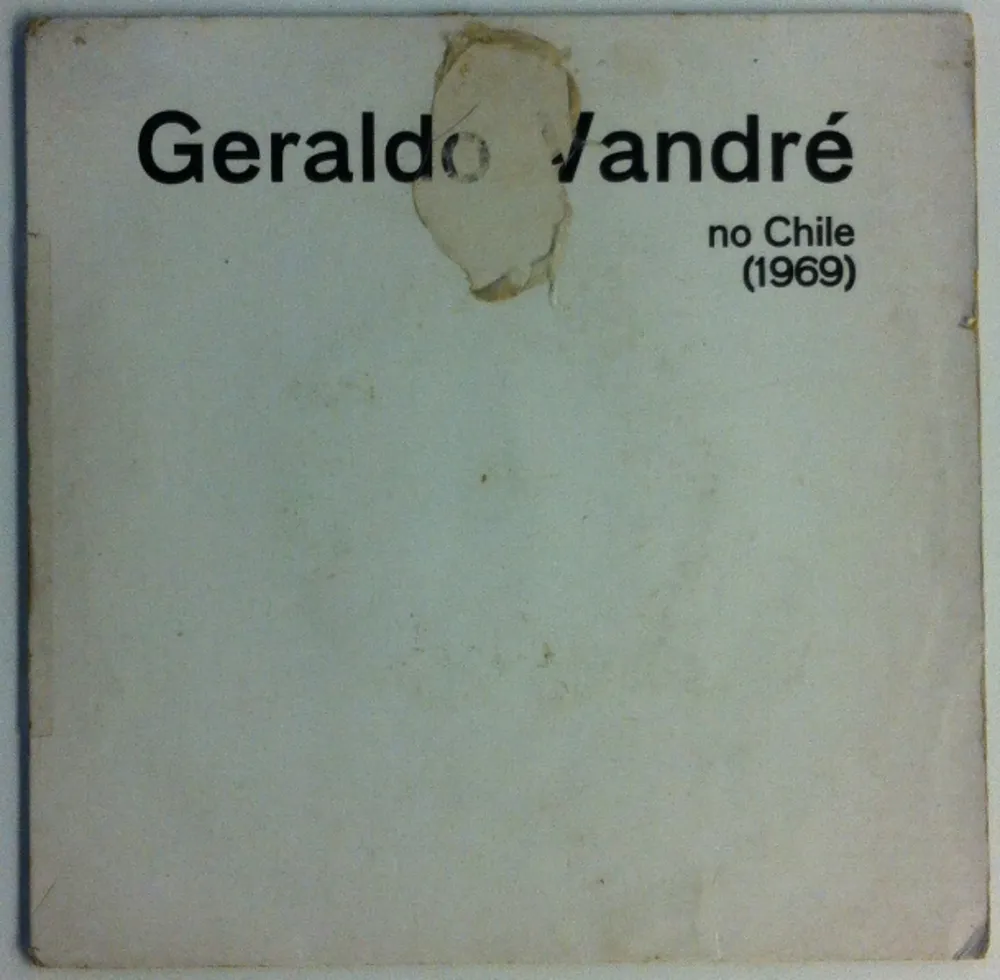 Geraldo Vandré
no Chile
(1969)